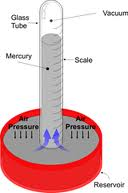 Glass
Tube
Vacuum
Mercury
Scale
Air
Pressure
Air
Pressure
Reservoir